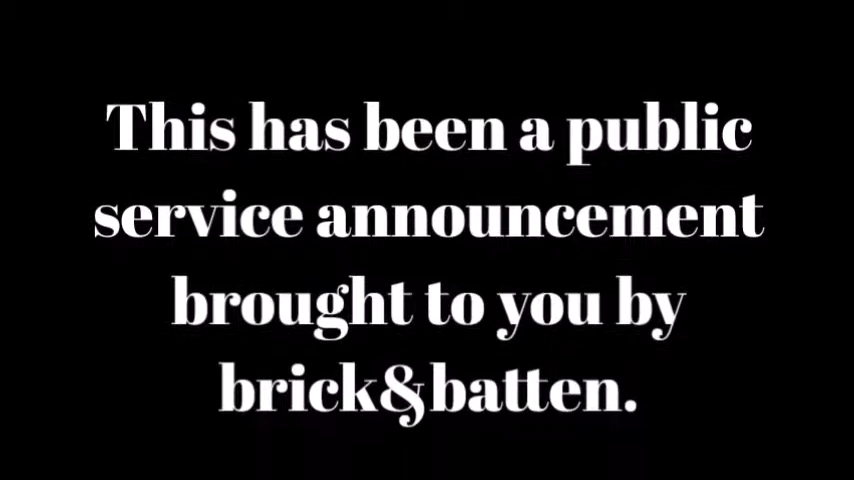 This has been a public
service announcement
brought to you by
brick&batten.